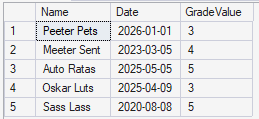 Name Date GradeValue
1 Peeter Pets 2026-01-01 3
2 Meeter Sent 2023-03-05 4
3 Auto Ratas 2025-05-05 5
4 Oskar Luts 2025-04-09 3
5 Sass Lass 2020-08-08 5